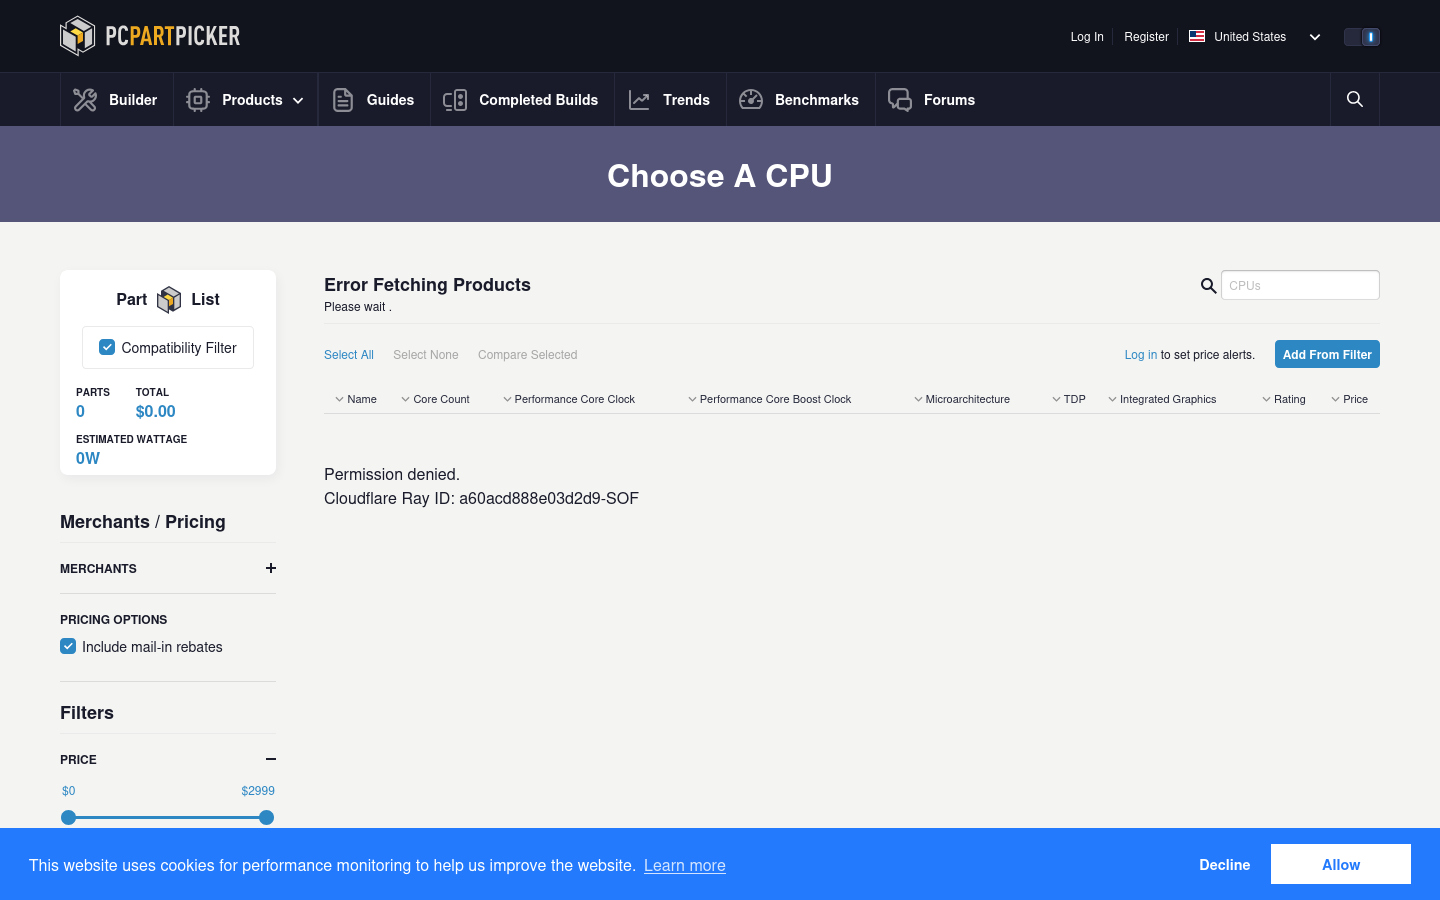 PCPARTPICKER
Log In
Register
United States
Builder
Products
Guides
Completed Builds
Trends
Benchmarks
Forums
Choose A CPU
Part List
Compatibility Filter
PARTS
0
TOTAL
$0.00
ESTIMATED WATTAGE
0W
Merchants / Pricing
MERCHANTS
PRICING OPTIONS
Include mail-in rebates
Filters
PRICE
$0
$2999
Error Fetching Products
Please wait .
CPUs
Select All
Select None
Compare Selected
Log in to set price alerts.
Add From Filter
Name
Core Count
Performance Core Clock
Performance Core Boost Clock
Microarchitecture
TDP
Integrated Graphics
Rating
Price
Permission denied.
Cloudflare Ray ID: a60acd888e03d2d9-SOF
This website uses cookies for performance monitoring to help us improve the website. Learn more
Decline
Allow